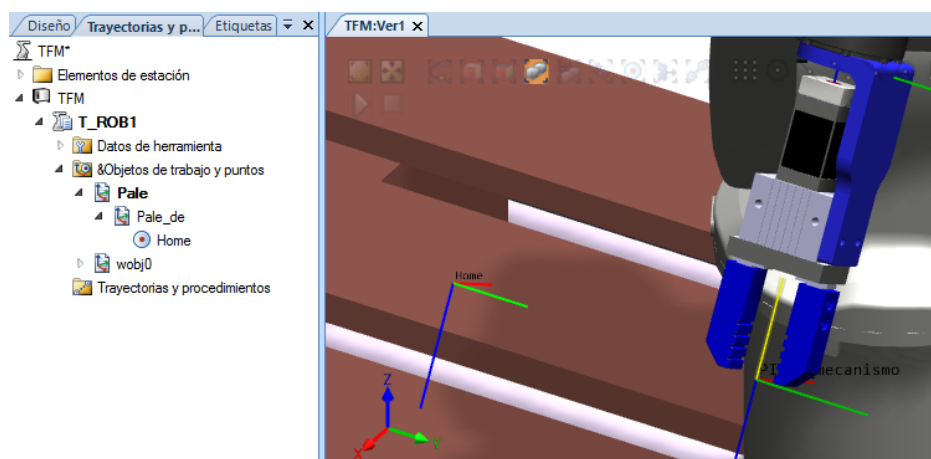 Diseño Trayectorias y p... Etiquetas
TFM*
Elementos de estación
TFM
T_ROB1
Datos de herramienta
&Objetos de trabajo y puntos
Pale
Pale_de
Home
wobj0
Trayectorias y procedimientos
TFM:Ver1
Home
mecanismo
Z
X
Y